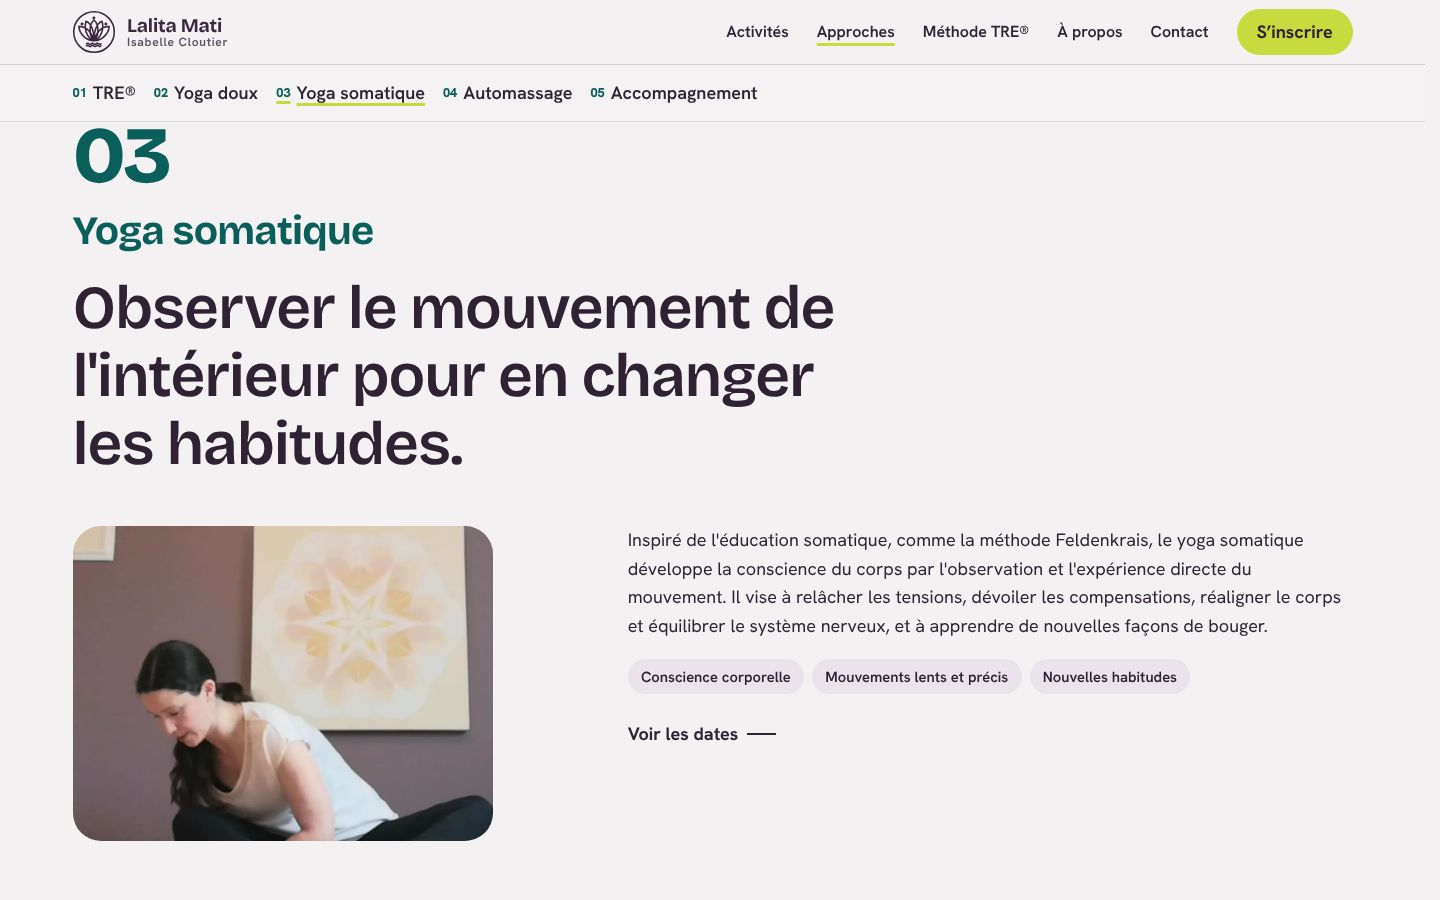 Lalita Mati
Isabelle Cloutier
Activités
Approches
Méthode TRE®
À propos
Contact
S’inscrire
01 TRE®
02 Yoga doux
03 Yoga somatique
04 Automassage
05 Accompagnement
03
Yoga somatique
Observer le mouvement de
l'intérieur pour en changer
les habitudes.
Inspiré de l'éducation somatique, comme la méthode Feldenkrais, le yoga somatique
développe la conscience du corps par l'observation et l'expérience directe du
mouvement. Il vise à relâcher les tensions, dévoiler les compensations, réaligner le corps
et équilibrer le système nerveux, et à apprendre de nouvelles façons de bouger.
Conscience corporelle
Mouvements lents et précis
Nouvelles habitudes
Voir les dates